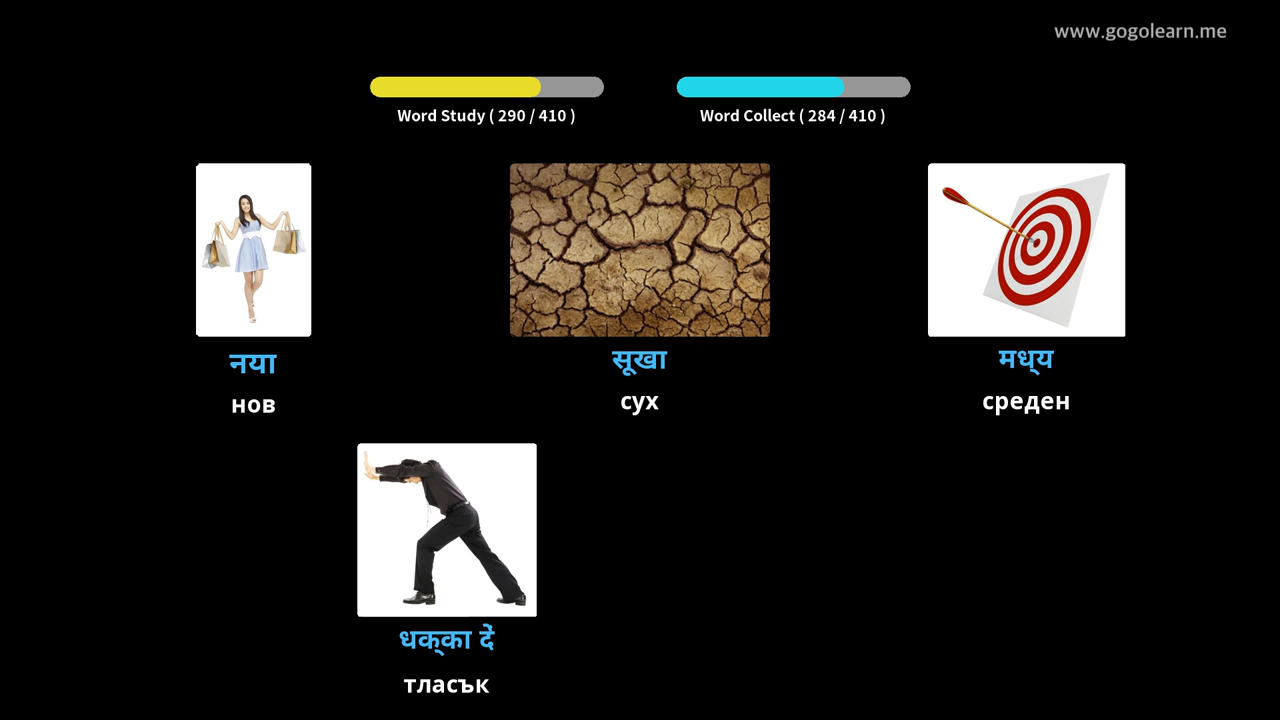 www.gogolearn.me
Word Study ( 290 / 410 )
Word Collect ( 284 / 410 )
नया
सूखा
मध्य
нов
сух
среден
धक्का दें
тласък